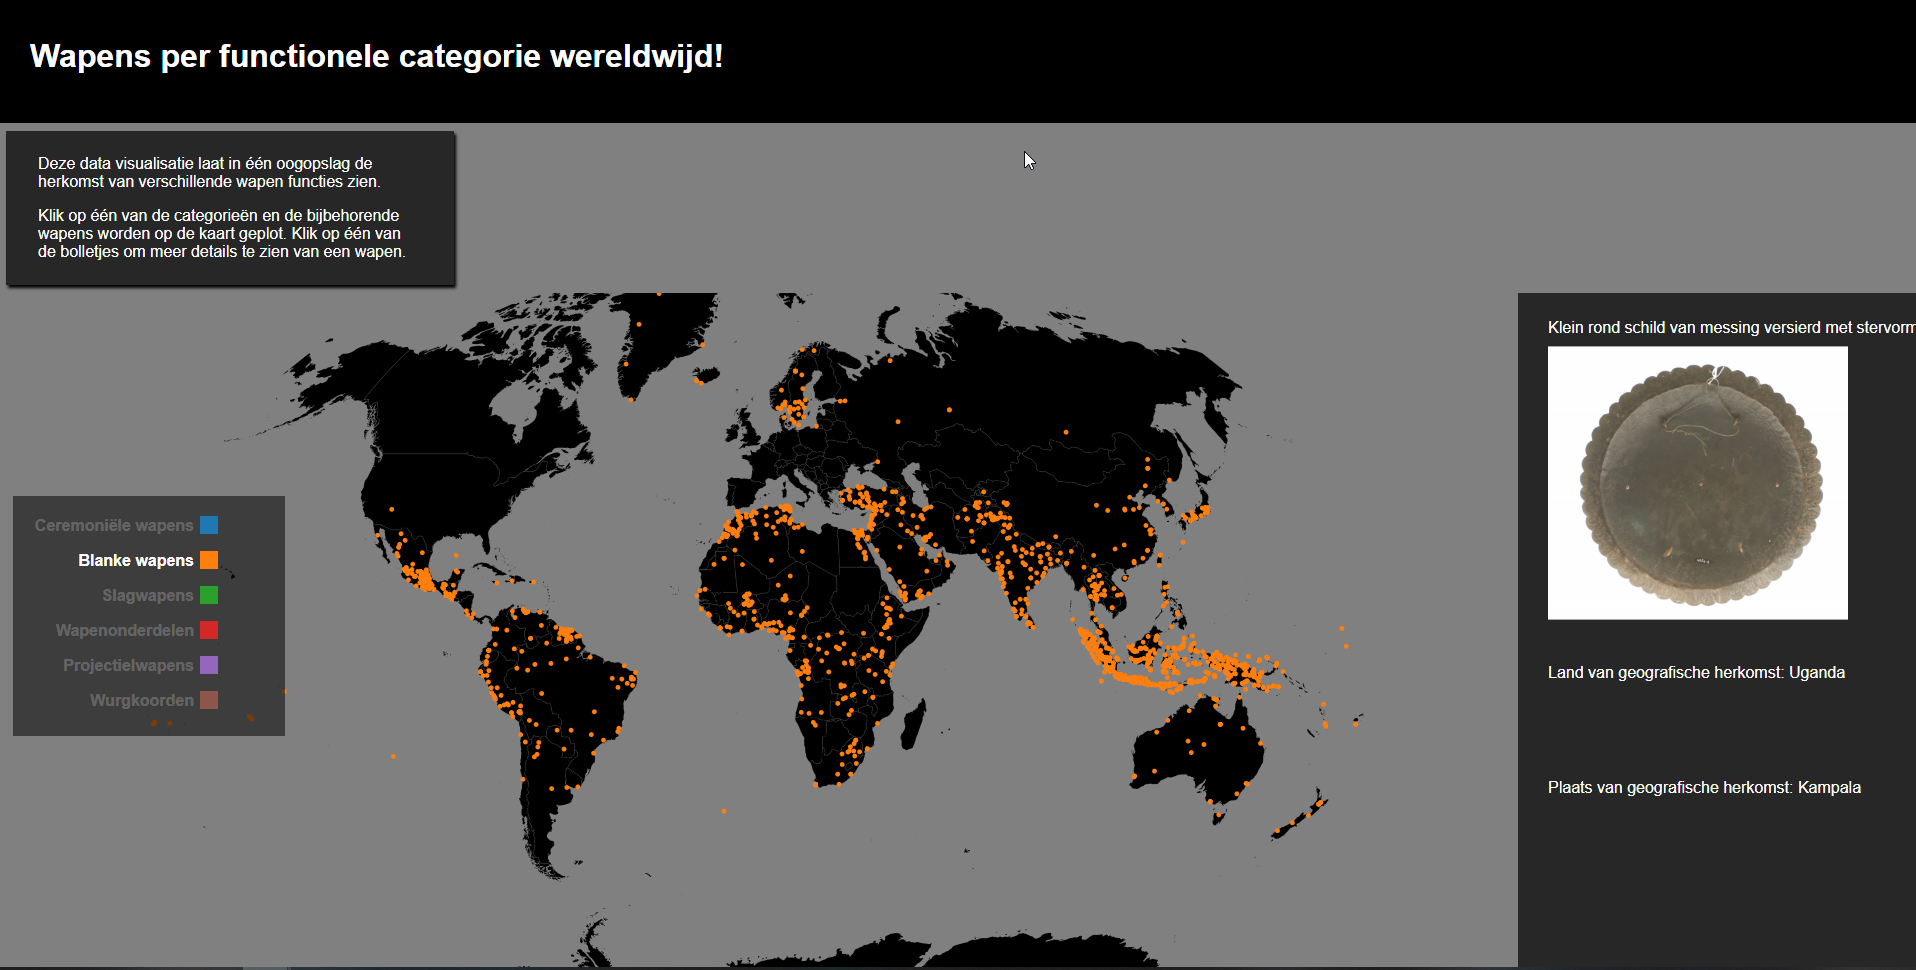 Wapens per functionele categorie wereldwijd!
Deze data visualisatie laat in één oogopslag de
herkomst van verschillende wapen functies zien.
Klik op één van de categorieën en de bijbehorende
wapens worden op de kaart geplot. Klik op één van
de bolletjes om meer details te zien van een wapen.
Ceremoniële wapens
Blanke wapens
Slagwapens
Wapenonderdelen
Projectielwapens
Wurgkoorden
Klein rond schild van messing versierd met stervorm
Land van geografische herkomst: Uganda
Plaats van geografische herkomst: Kampala